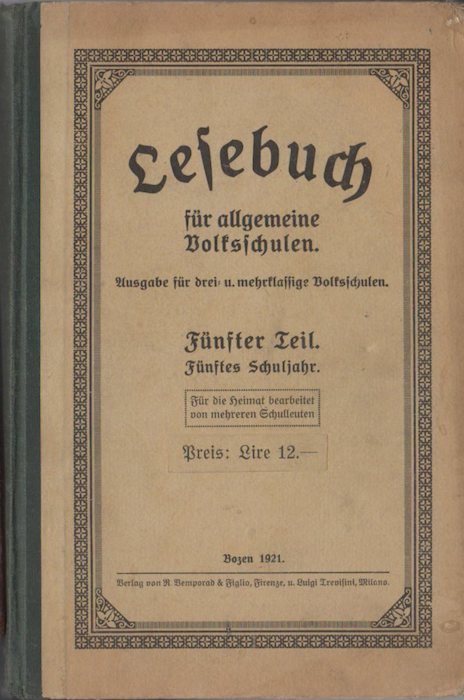 Lesebuch
für allgemeine
Volksschulen.
Ausgabe für drei- u. mehrklassige Volksschulen.
Fünfter Teil.
Fünftes Schuljahr.
Für die Heimat bearbeitet
von mehreren Schulleuten
Preis: Lire 12.—
Bozen 1921.
Verlag von R. Bemporad & Figlio, Firenze, u. Luigi Trevisini, Milano.